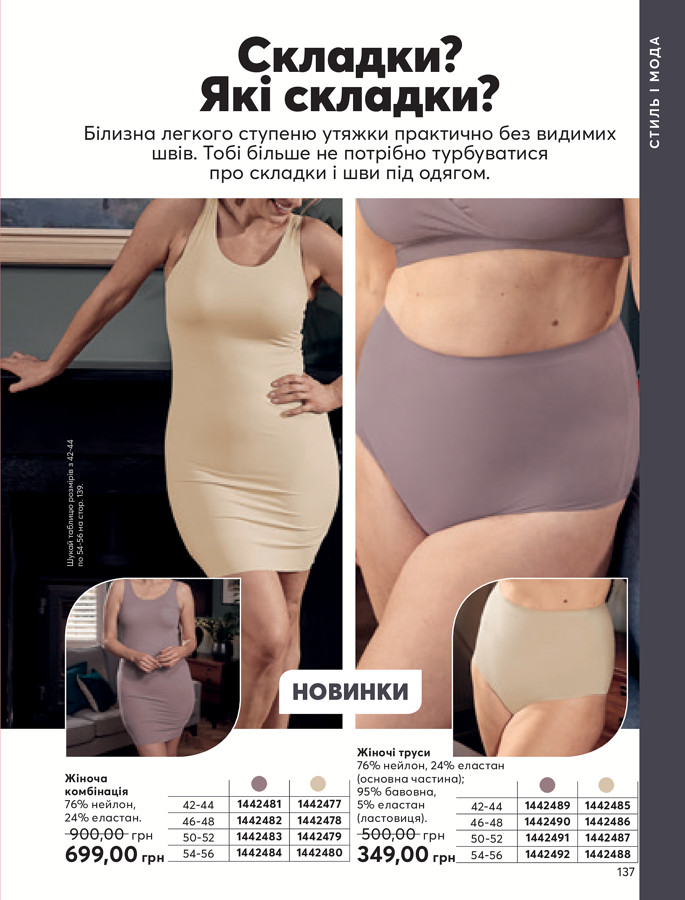 Складки?
Які складки?
Білизна легкого ступеню утяжки практично без видимих
швів. Тобі більше не потрібно турбуватися
про складки і шви під одягом.
СТИЛЬ І МОДА
Шукай таблицю розмірів з 42-44
по 54-56 на стор. 139.
НОВИНКИ
Жіноча
комбінація
76% нейлон,
24% еластан.
900,00 грн
699,00 грн
42-44 1442481 1442477
46-48 1442482 1442478
50-52 1442483 1442479
54-56 1442484 1442480
Жіночі труси
76% нейлон, 24% еластан
(основна частина);
95% бавовна,
5% еластан
(ластовиця).
500,00 грн
349,00 грн
42-44 1442489 1442485
46-48 1442490 1442486
50-52 1442491 1442487
54-56 1442492 1442488
137